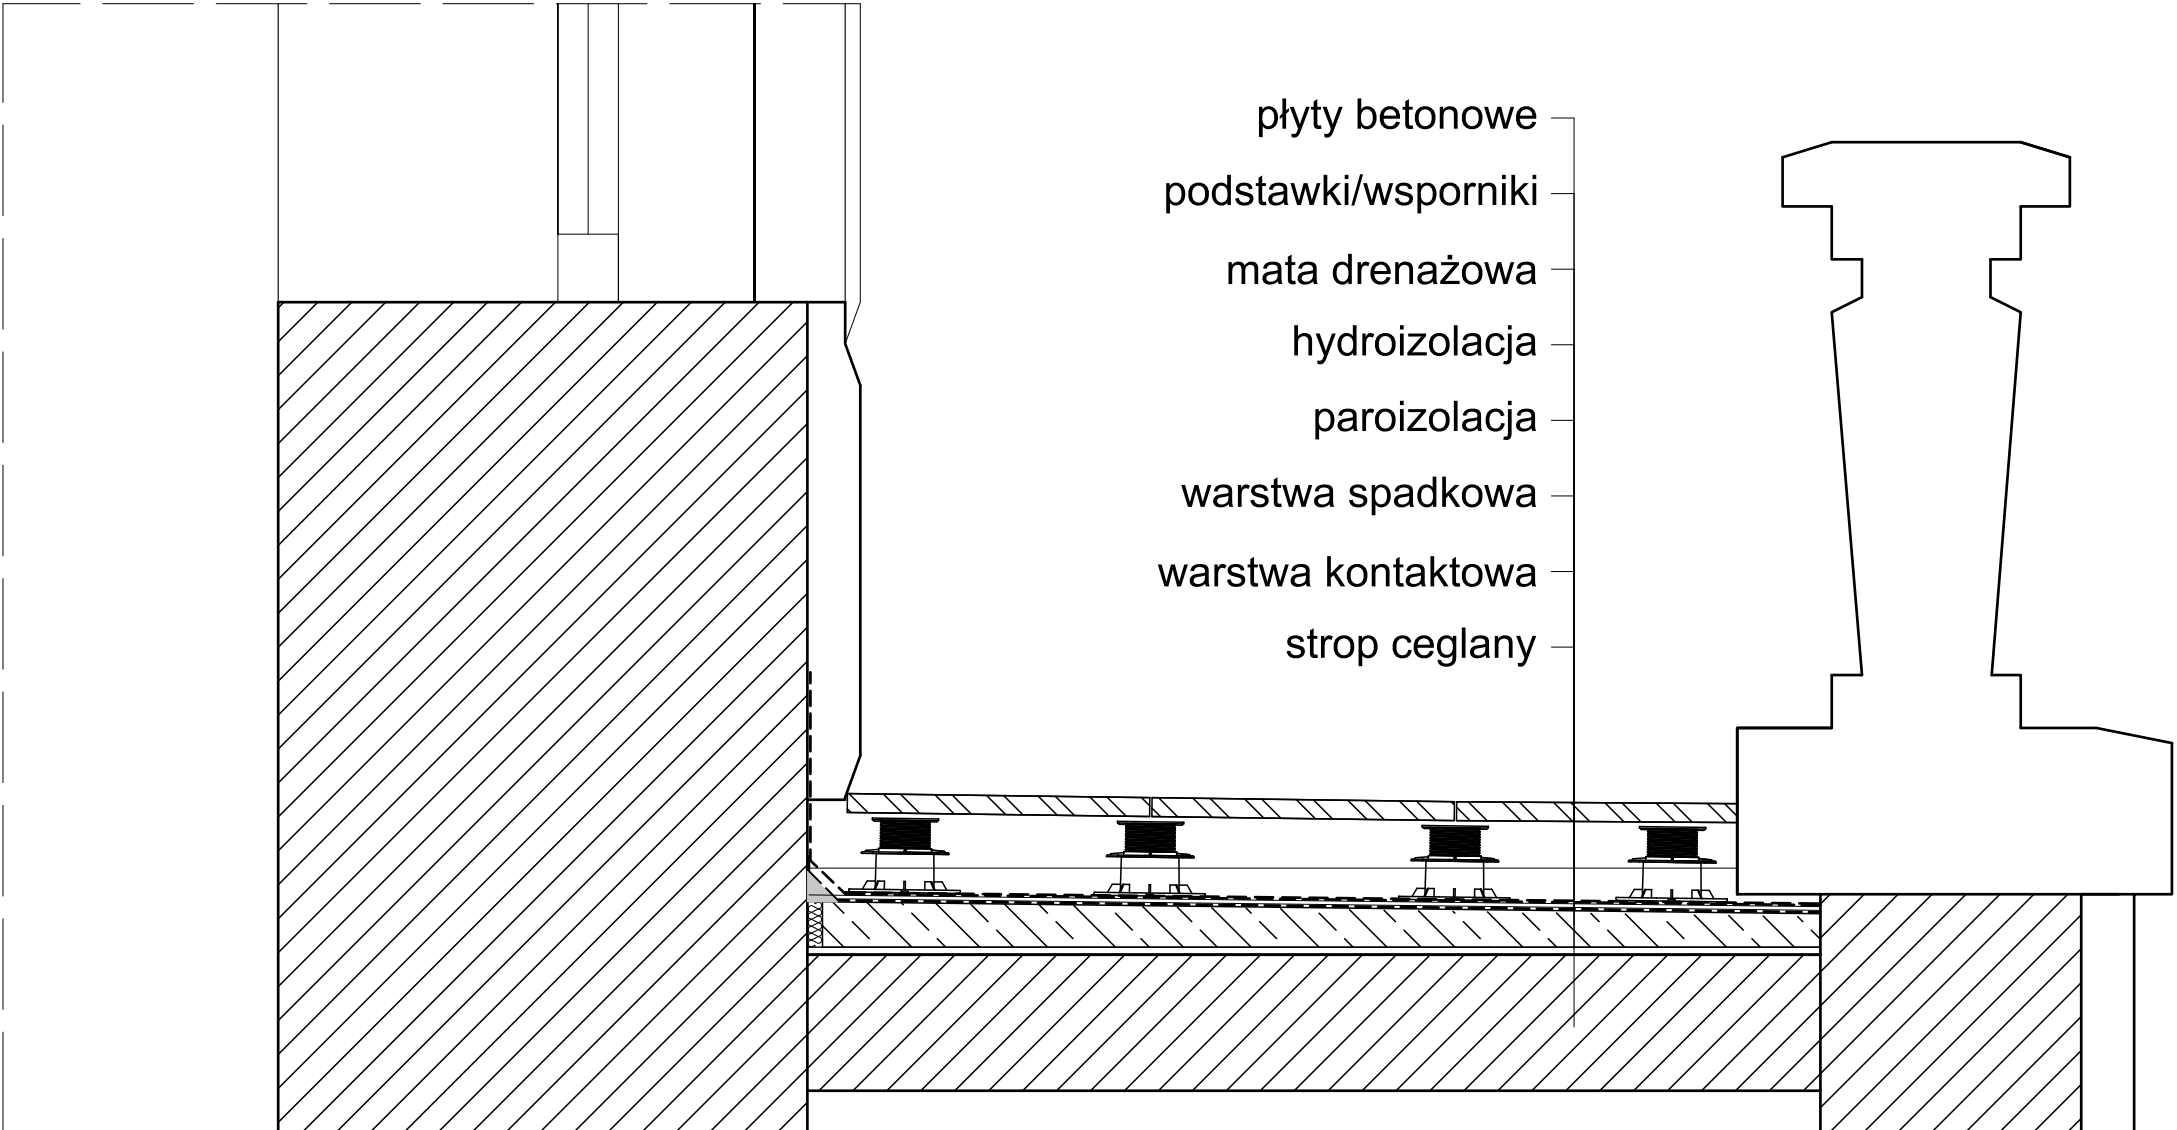 płyty betonowe
podstawki/wsporniki
mata drenażowa
hydroizolacja
paroizolacja
warstwa spadkowa
warstwa kontaktowa
strop ceglany